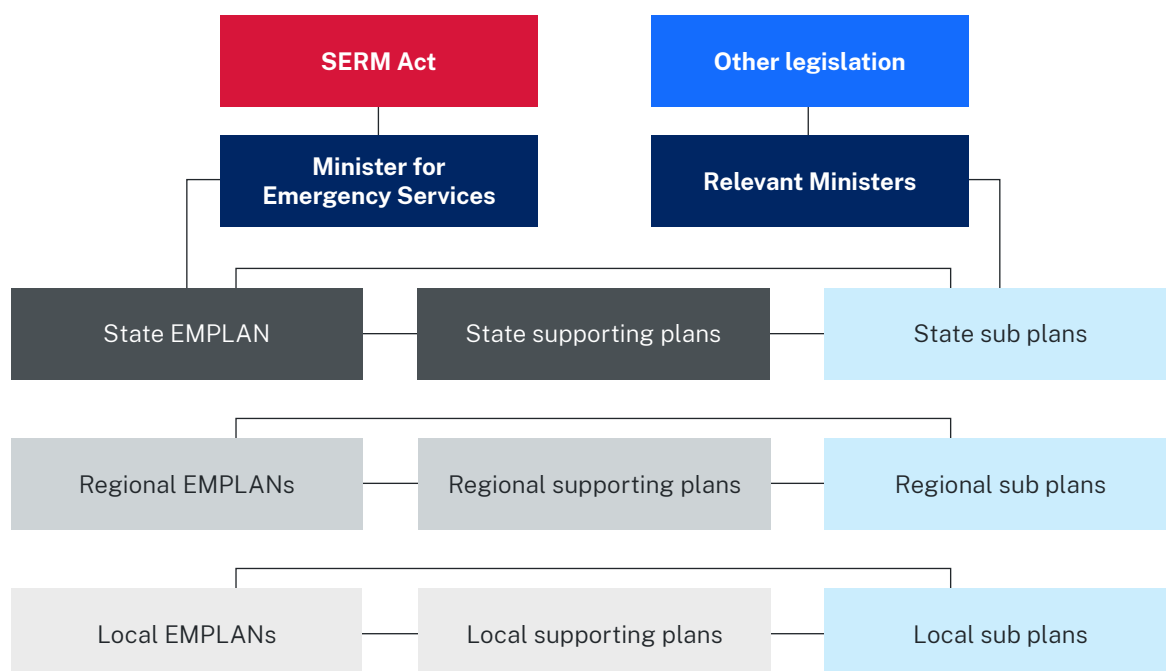 SERM Act
Other legislation
Minister for
Emergency Services
Relevant Ministers
State EMPLAN
State supporting plans
State sub plans
Regional EMPLANs
Regional supporting plans
Regional sub plans
Local EMPLANs
Local supporting plans
Local sub plans